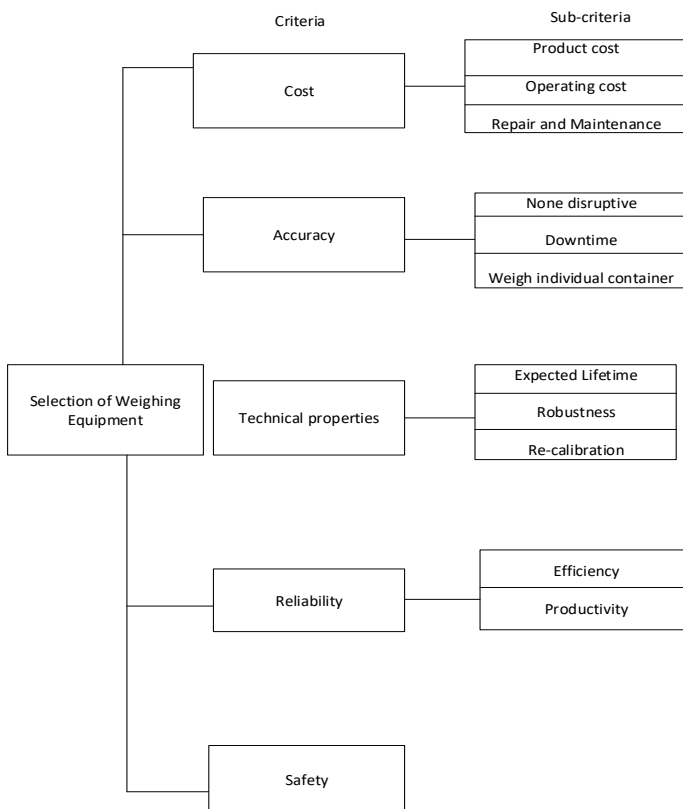 Criteria
Sub-criteria
Cost
Product cost
Operating cost
Repair and Maintenance
Accuracy
None disruptive
Downtime
Weigh individual container
Selection of Weighing
Equipment
Technical properties
Expected Lifetime
Robustness
Re-calibration
Reliability
Efficiency
Productivity
Safety